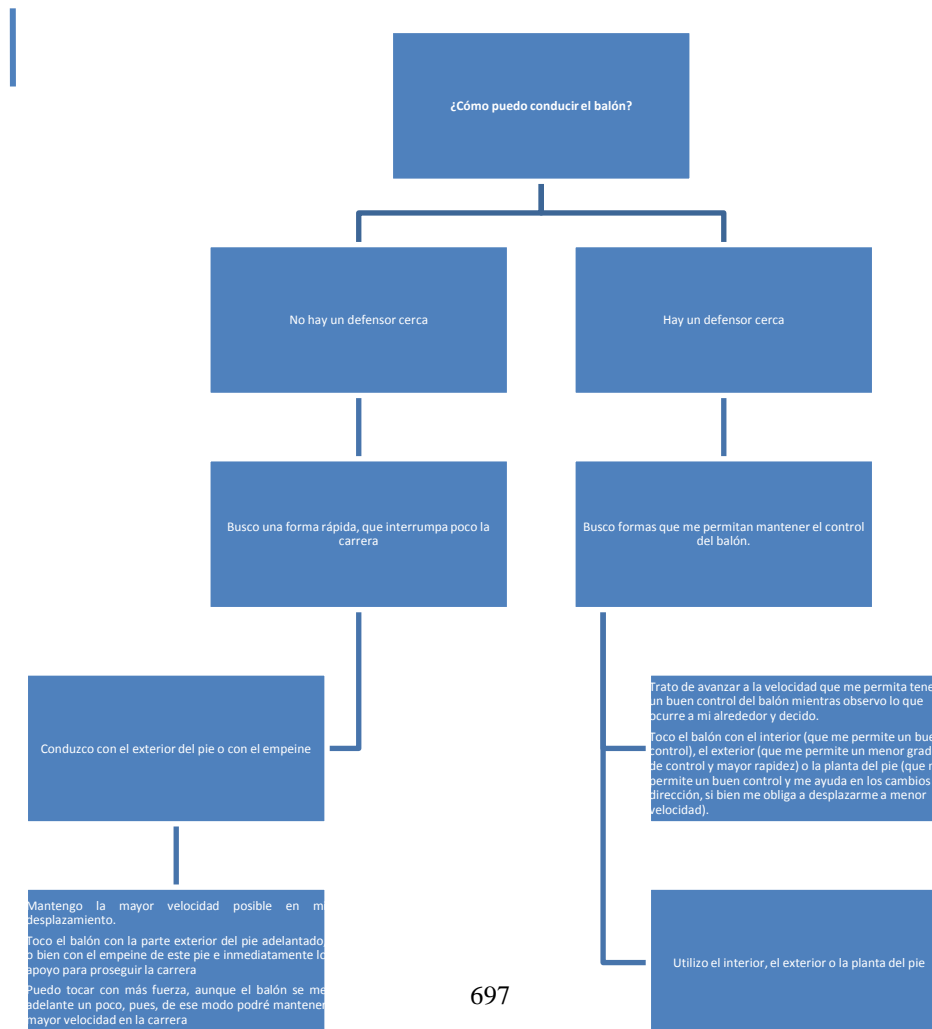 ¿Cómo puedo conducir el balón?
No hay un defensor cerca
Hay un defensor cerca
Busco una forma rápida, que interrumpa poco la
carrera
Busco formas que me permitan mantener el control
del balón.
Conduzco con el exterior del pie o con el empeine
Trato de avanzar a la velocidad que me permita tene
un buen control del balón mientras observo lo que
ocurre a mi alrededor y decido.
Toco el balón con el interior (que me permite un bue
control), el exterior (que me permite un menor grad
de control y mayor rapidez) o la planta del pie (que
permite un buen control y me ayuda en los cambios
dirección, si bien me obliga a desplazarme a menor
velocidad).
Mantengo la mayor velocidad posible en m
desplazamiento.
Toco el balón con la parte exterior del pie adelantado,
o bien con el empeine de este pie e inmediatamente lo
apoyo para proseguir la carrera
Puedo tocar con más fuerza, aunque el balón se me
adelante un poco, pues, de ese modo podré mantener
mayor velocidad en la carrera
Utilizo el interior, el exterior o la planta del pie
697